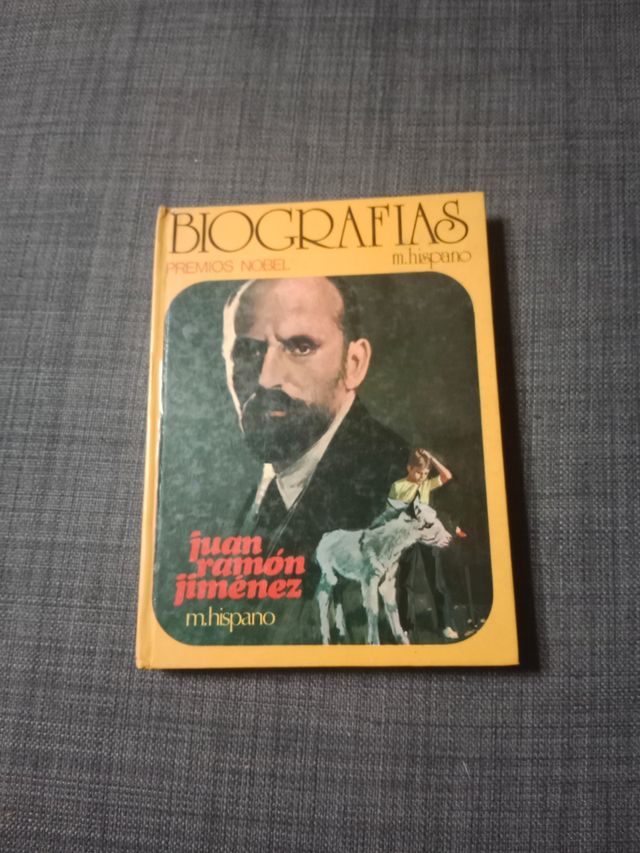 BIOGRAFIAS
PREMIOS NOBEL
m.hispano
juan
ramón
jiménez
m.hispano